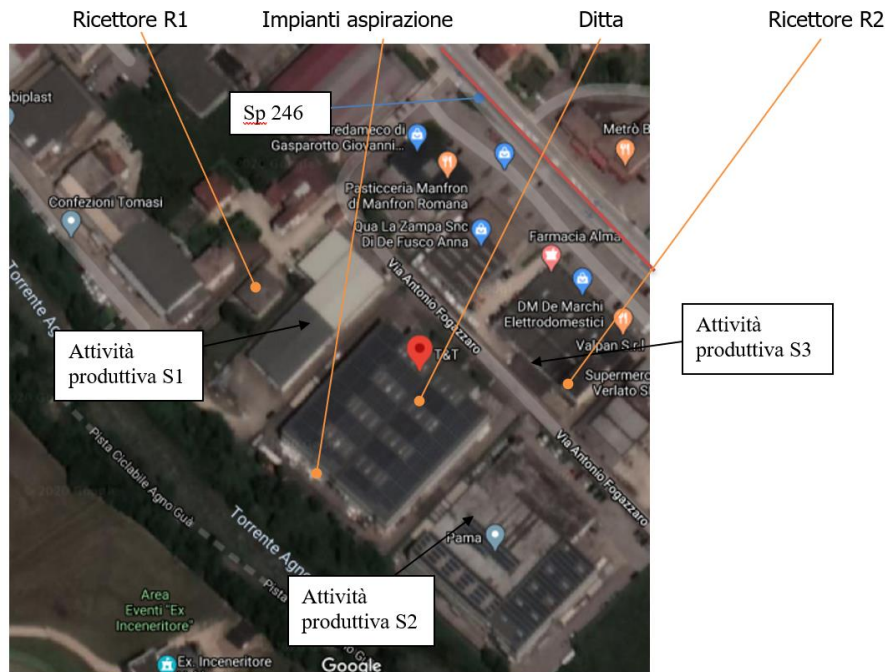 Ricettore R1
Impianti aspirazione
Ditta
Ricettore R2
Sp 246
abiplast
redameco di
Gasparotto Giovanni...
Metrò B
Pasticceria Manfron
di Manfron Romana
Confezioni Tomasi
Qua La Zampa Snc
Di De Fusco Anna
Farmacia Alma
Torrente Ag
Via Antonio Fogazzaro
DM De Marchi
Elettrodomestici
Attività
produttiva S1
Attività
produttiva S3
T&T
Valpan S.r.l
Supermerc
Verlato S
Pista Ciclabile Agno Guà
Via Antonio Fogazzaro
Torrente Agno
Pama
Pista
Attività
produttiva S2
Area
Eventi "Ex
Inceneritore"
Ex. Inceneritore
Google